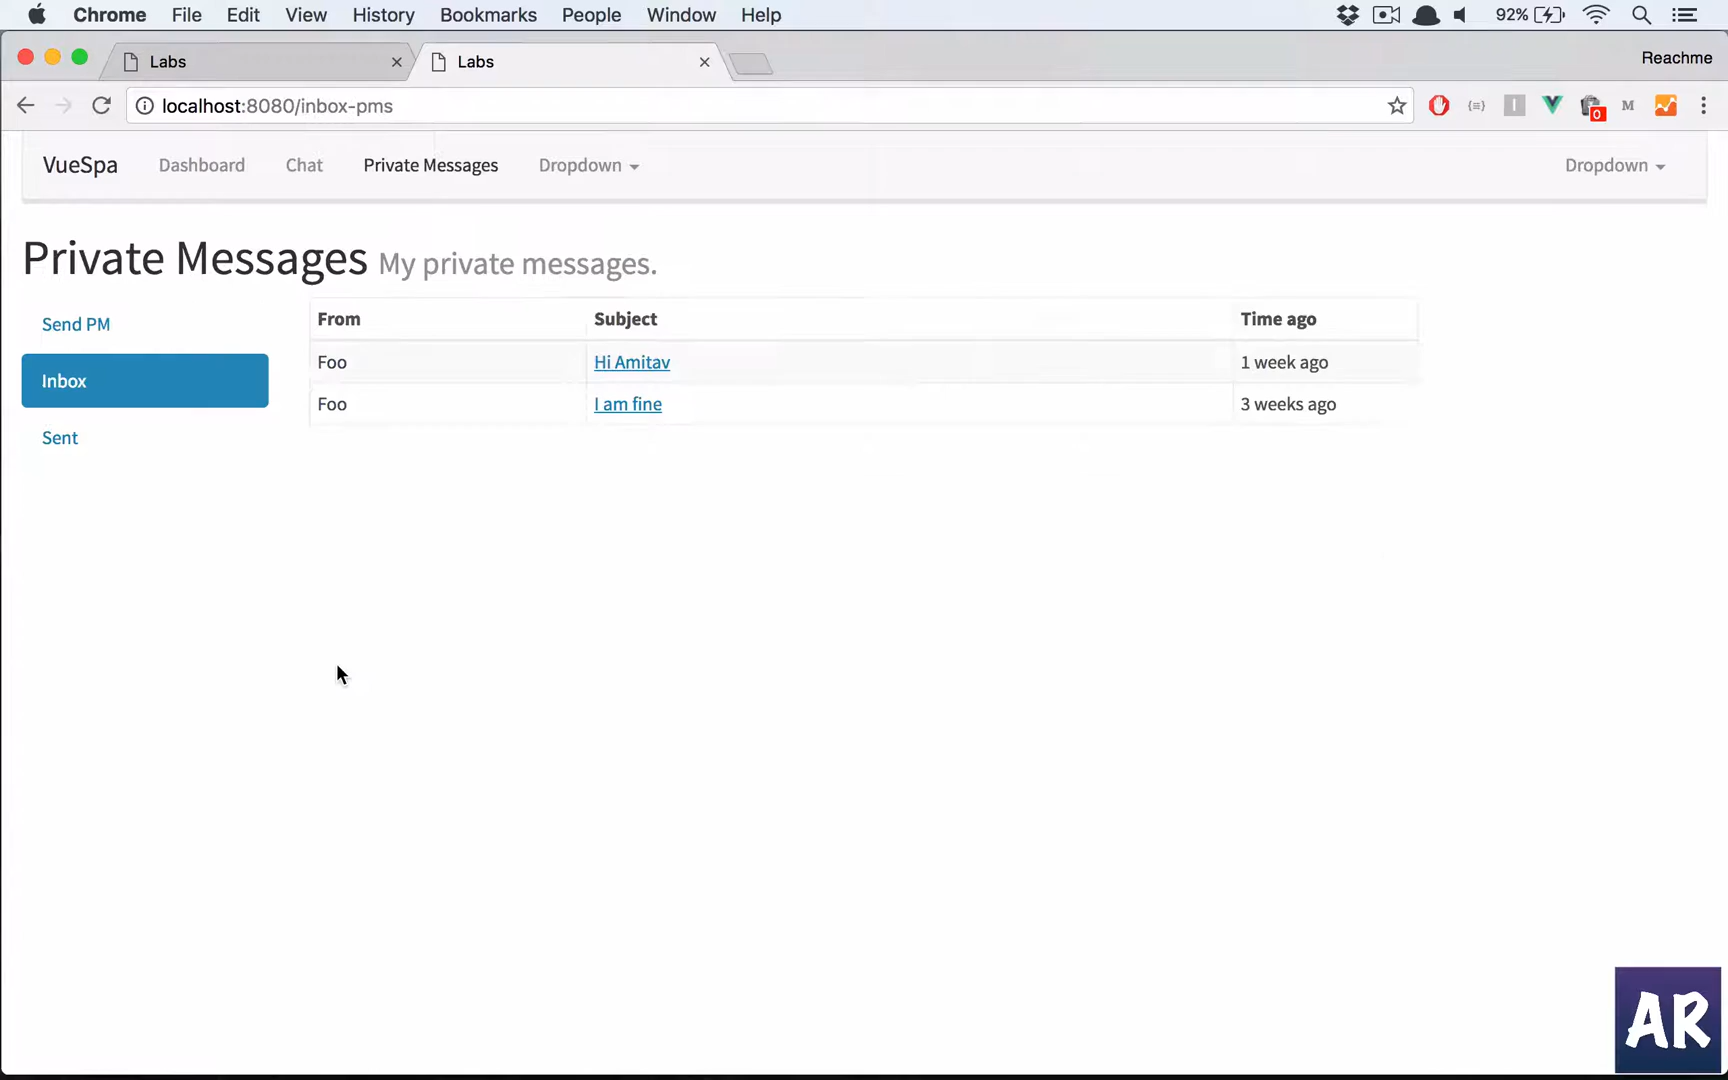 Chrome File Edit View History Bookmarks People Window Help 92%
Labs Labs Reachme
localhost:8080/inbox-pms {=} I 0 M
VueSpa Dashboard Chat Private Messages Dropdown Dropdown
Private Messages My private messages.
Send PM
Inbox
Sent
From Subject Time ago
Foo Hi Amitav 1 week ago
Foo I am fine 3 weeks ago
AR